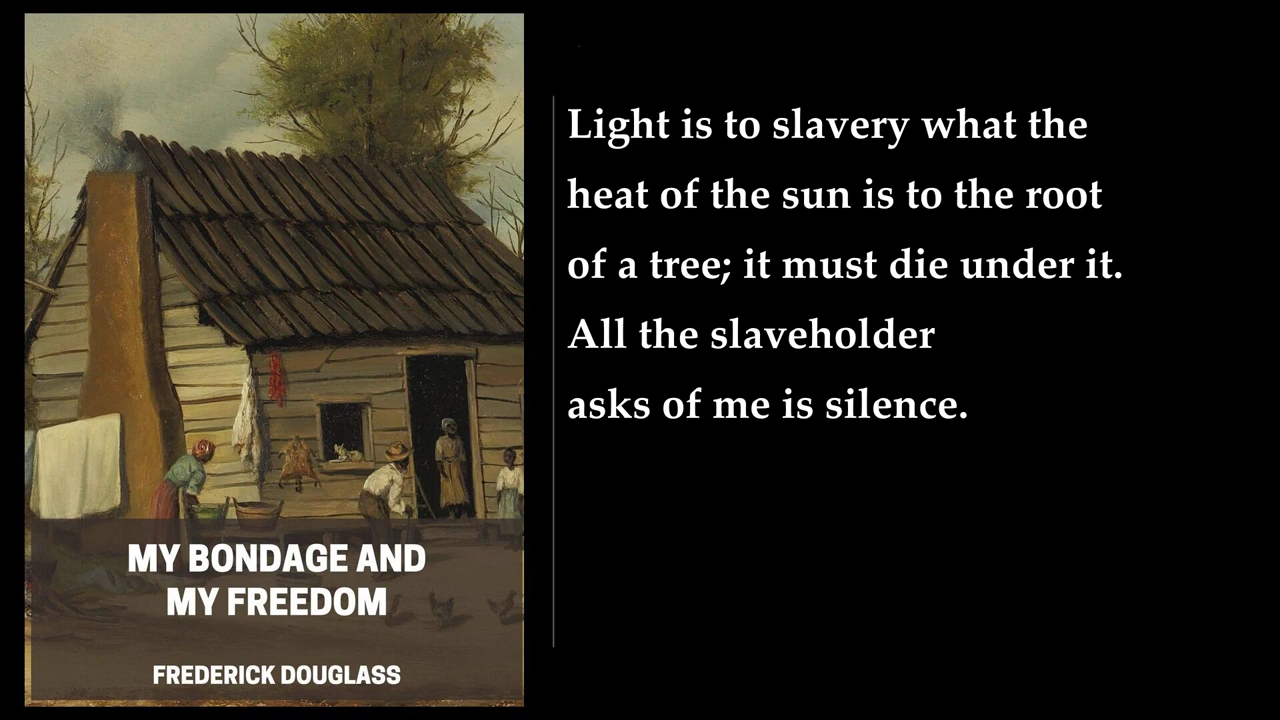 Light is to slavery what the
heat of the sun is to the root
of a tree; it must die under it.
All the slaveholder
asks of me is silence.
MY BONDAGE AND
MY FREEDOM
FREDERICK DOUGLASS